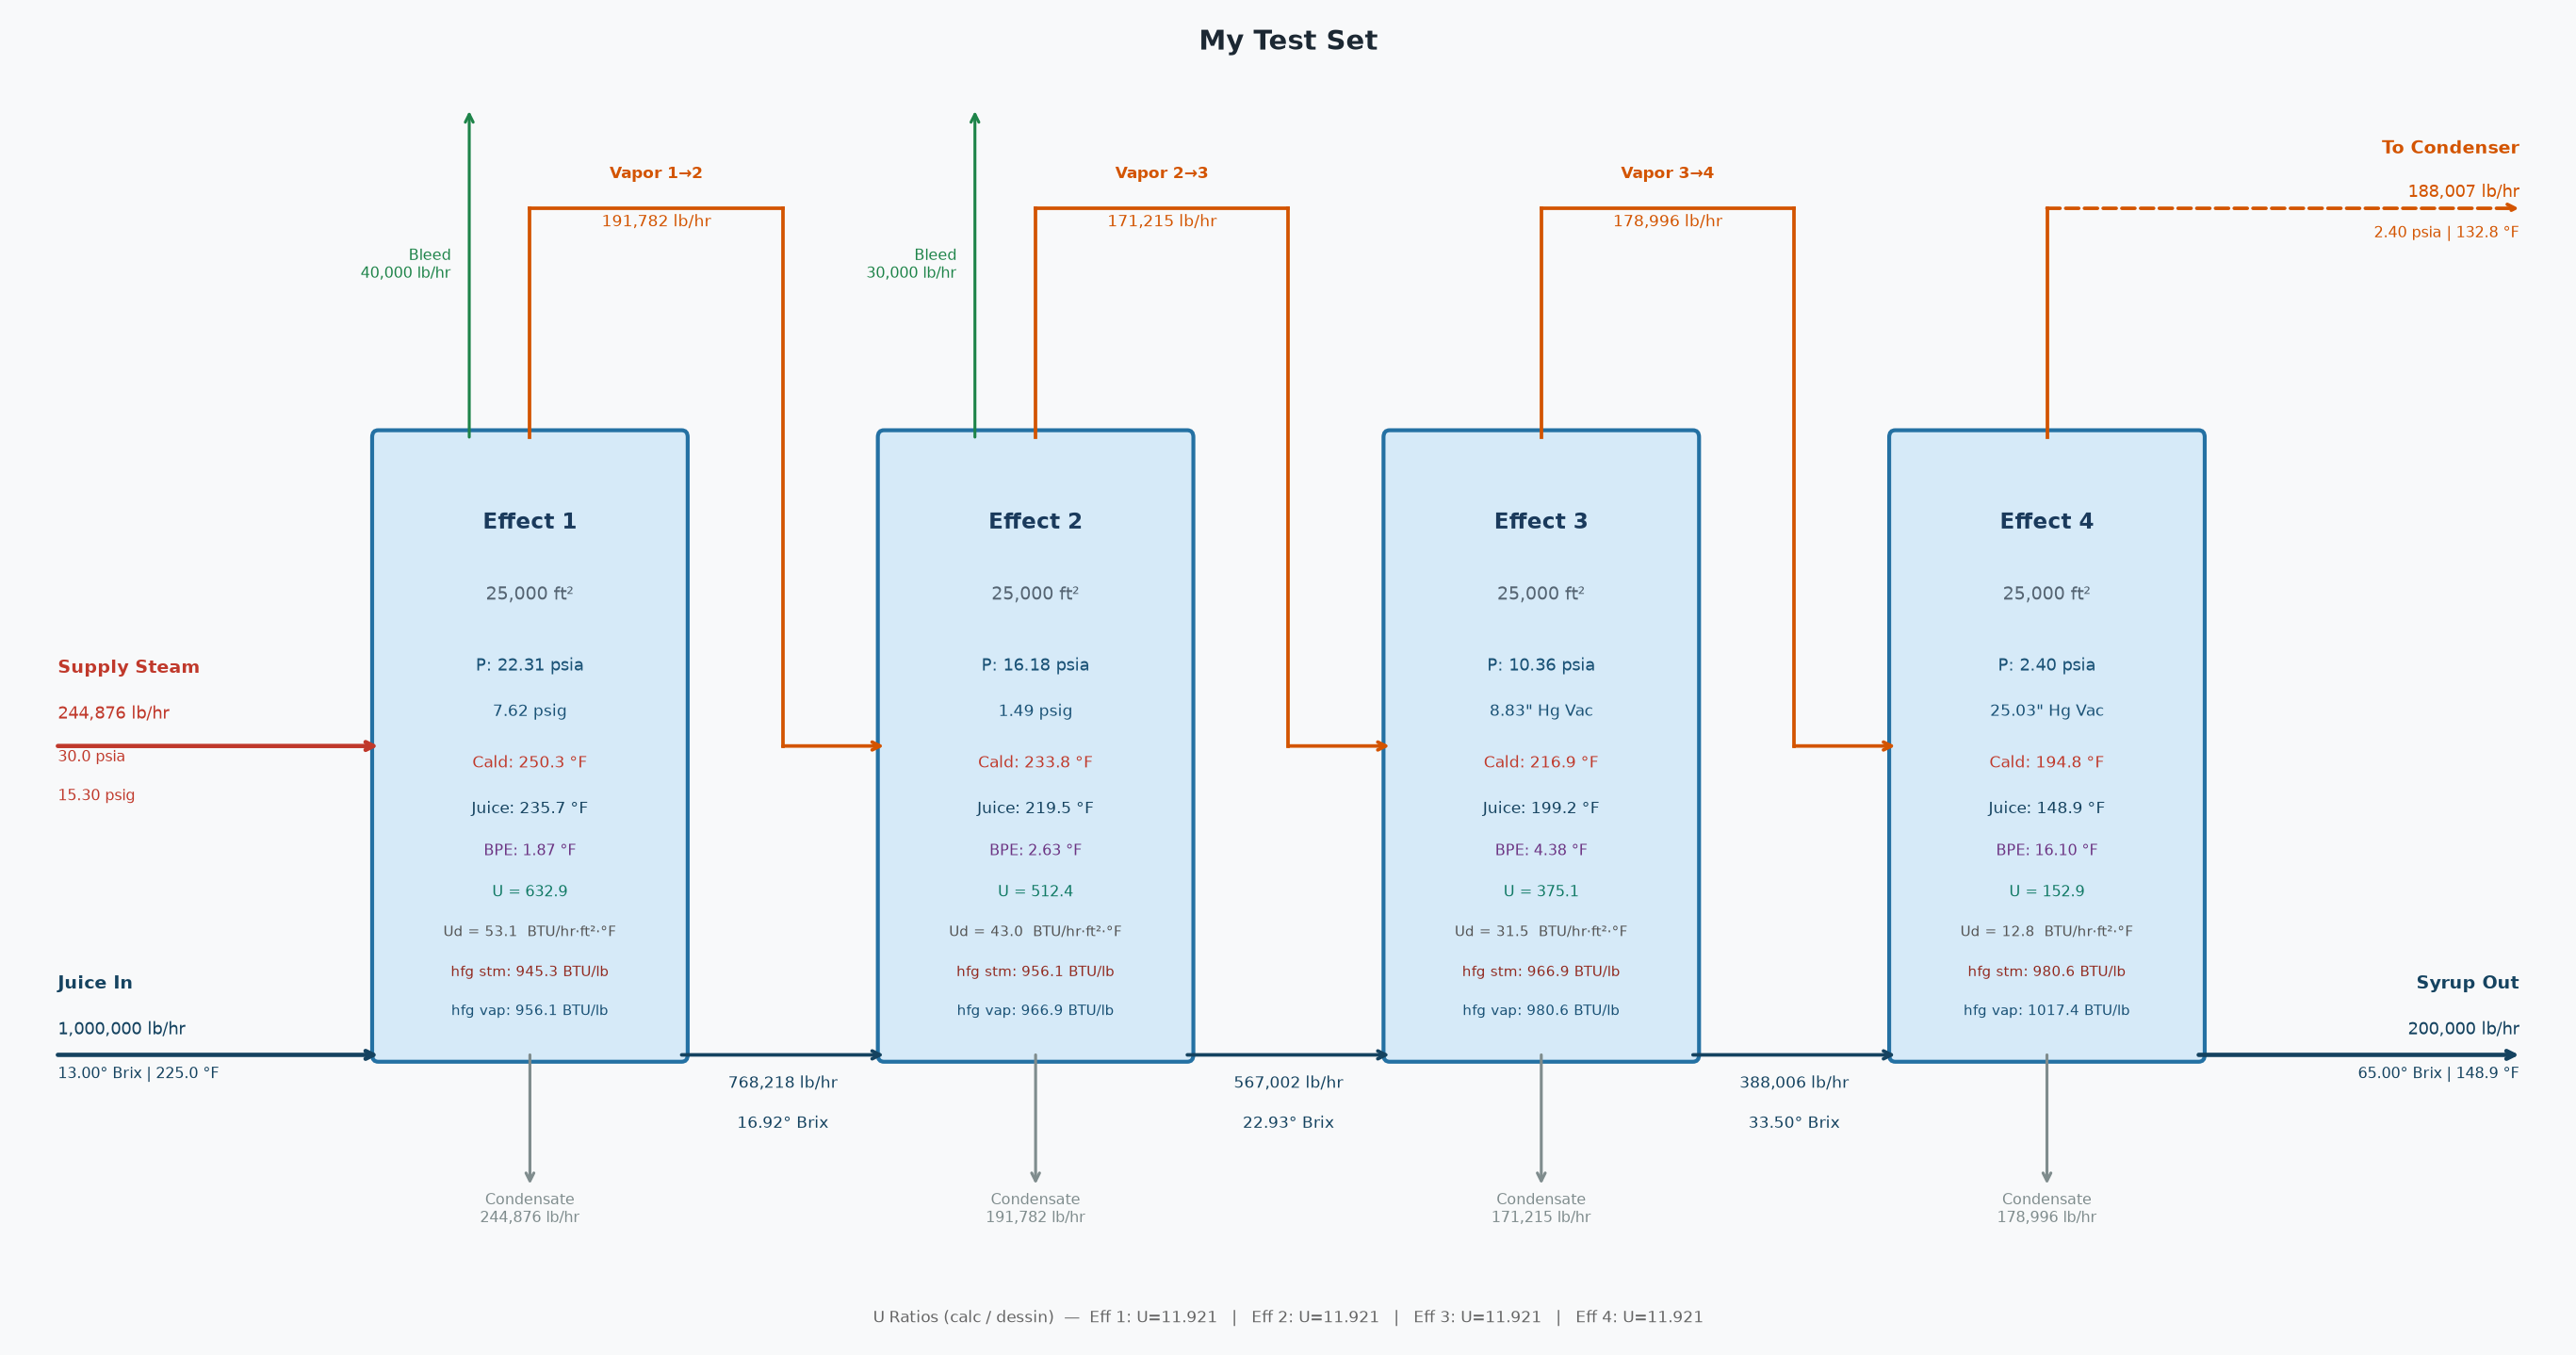 My Test Set
Vapor 1→2
191,782 lb/hr
Vapor 2→3
171,215 lb/hr
Vapor 3→4
178,996 lb/hr
To Condenser
188,007 lb/hr
2.40 psia | 132.8 °F
Bleed
40,000 lb/hr
Bleed
30,000 lb/hr
Supply Steam
244,876 lb/hr
30.0 psia
15.30 psig
Juice In
1,000,000 lb/hr
13.00° Brix | 225.0 °F
Effect 1
25,000 ft²
P: 22.31 psia
7.62 psig
Cald: 250.3 °F
Juice: 235.7 °F
BPE: 1.87 °F
U = 632.9
Ud = 53.1  BTU/hr·ft²·°F
hfg stm: 945.3 BTU/lb
hfg vap: 956.1 BTU/lb
Condensate
244,876 lb/hr
768,218 lb/hr
16.92° Brix
Effect 2
25,000 ft²
P: 16.18 psia
1.49 psig
Cald: 233.8 °F
Juice: 219.5 °F
BPE: 2.63 °F
U = 512.4
Ud = 43.0  BTU/hr·ft²·°F
hfg stm: 956.1 BTU/lb
hfg vap: 966.9 BTU/lb
Condensate
191,782 lb/hr
567,002 lb/hr
22.93° Brix
Effect 3
25,000 ft²
P: 10.36 psia
8.83" Hg Vac
Cald: 216.9 °F
Juice: 199.2 °F
BPE: 4.38 °F
U = 375.1
Ud = 31.5  BTU/hr·ft²·°F
hfg stm: 966.9 BTU/lb
hfg vap: 980.6 BTU/lb
Condensate
171,215 lb/hr
388,006 lb/hr
33.50° Brix
Effect 4
25,000 ft²
P: 2.40 psia
25.03" Hg Vac
Cald: 194.8 °F
Juice: 148.9 °F
BPE: 16.10 °F
U = 152.9
Ud = 12.8  BTU/hr·ft²·°F
hfg stm: 980.6 BTU/lb
hfg vap: 1017.4 BTU/lb
Condensate
178,996 lb/hr
Syrup Out
200,000 lb/hr
65.00° Brix | 148.9 °F
U Ratios (calc / dessin)  —  Eff 1: U=11.921   |   Eff 2: U=11.921   |   Eff 3: U=11.921   |   Eff 4: U=11.921